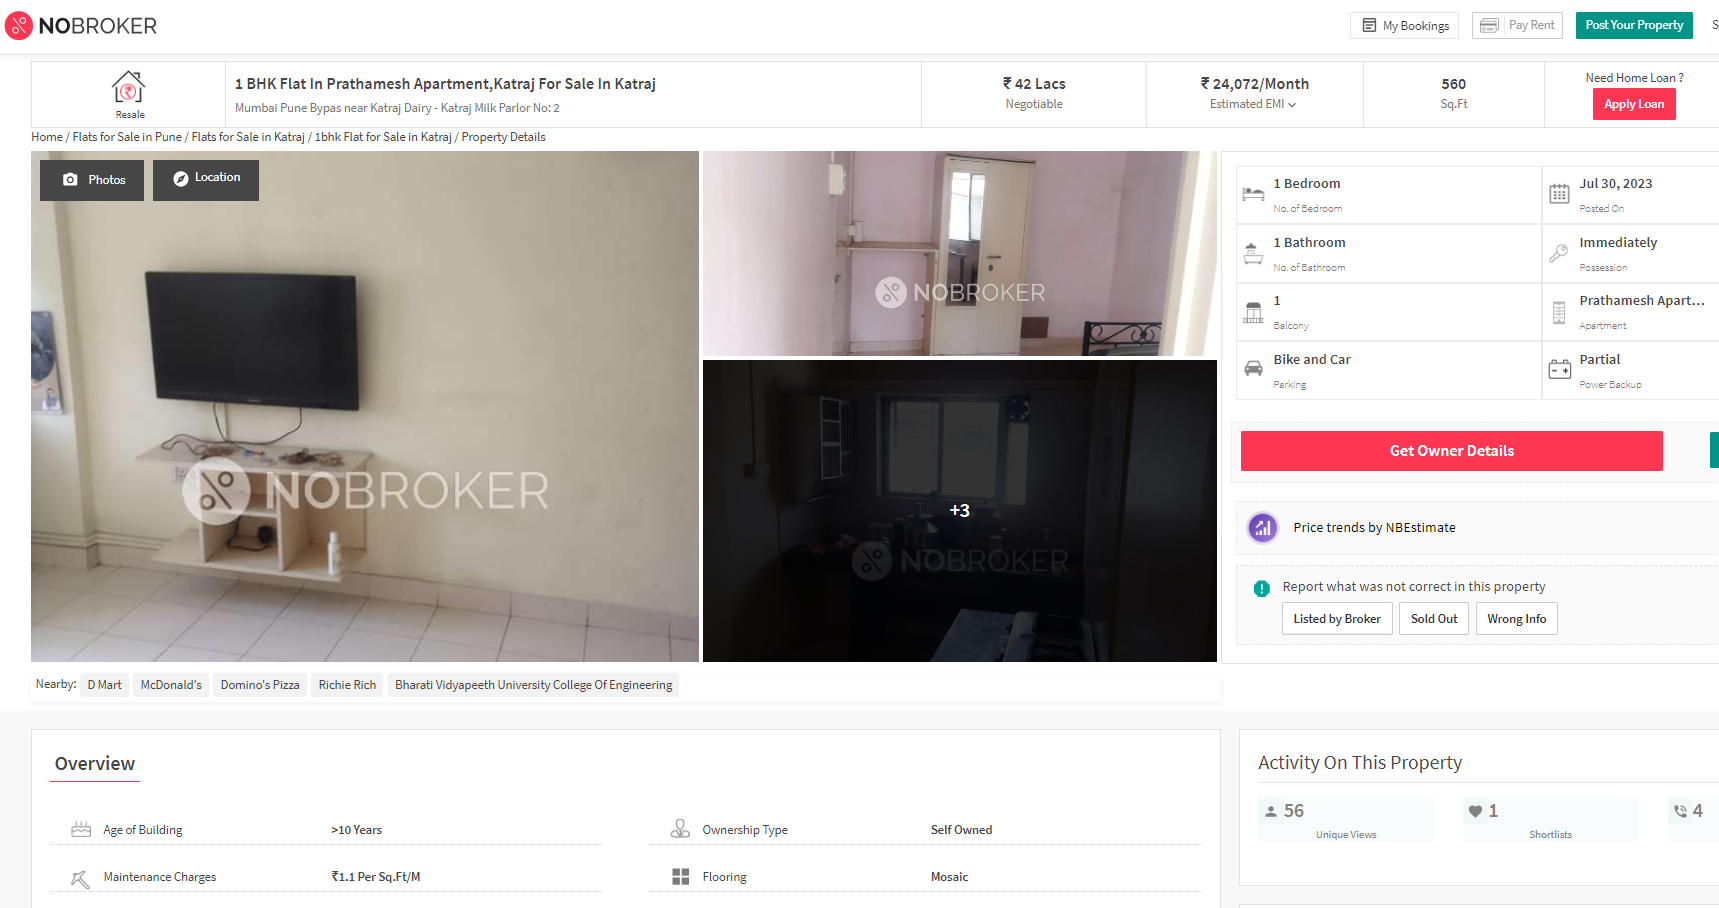 NOBROKER
My Bookings
Pay Rent
Post Your Property
S
Resale
1 BHK Flat In Prathamesh Apartment,Katraj For Sale In Katraj
Mumbai Pune Bypas near Katraj Dairy - Katraj Milk Parlor No: 2
₹ 42 Lacs
Negotiable
₹ 24,072/Month
Estimated EMI
560
Sq.Ft
Need Home Loan ?
Apply Loan
Home / Flats for Sale in Pune / Flats for Sale in Katraj / 1bhk Flat for Sale in Katraj / Property Details
Photos
Location
NOBROKER
NOBROKER
+3
NOBROKER
1 Bedroom
No. of Bedroom
Jul 30, 2023
Posted On
1 Bathroom
No. of Bathroom
Immediately
Possession
1
Balcony
Prathamesh Apart...
Apartment
Bike and Car
Parking
Partial
Power Backup
Get Owner Details
Price trends by NBEstimate
Report what was not correct in this property
Listed by Broker
Sold Out
Wrong Info
Nearby:
D Mart
McDonald's
Domino's Pizza
Richie Rich
Bharati Vidyapeeth University College Of Engineering
Overview
Age of Building
>10 Years
Ownership Type
Self Owned
Maintenance Charges
₹1.1 Per Sq.Ft/M
Flooring
Mosaic
Activity On This Property
56
Unique Views
1
Shortlists
4